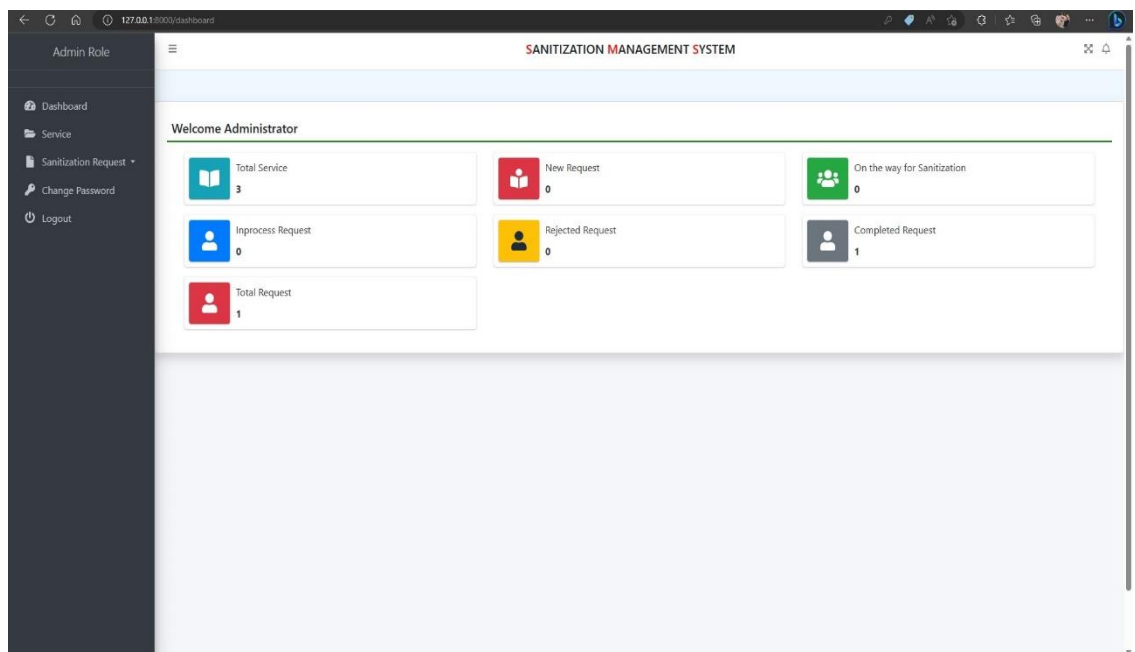 127.0.0.1:8000/dashboard
Admin Role
SANITIZATION MANAGEMENT SYSTEM
Dashboard
Service
Sanitization Request
Change Password
Logout
Welcome Administrator
Total Service
3
New Request
0
On the way for Sanitization
0
Inprocess Request
0
Rejected Request
0
Completed Request
1
Total Request
1